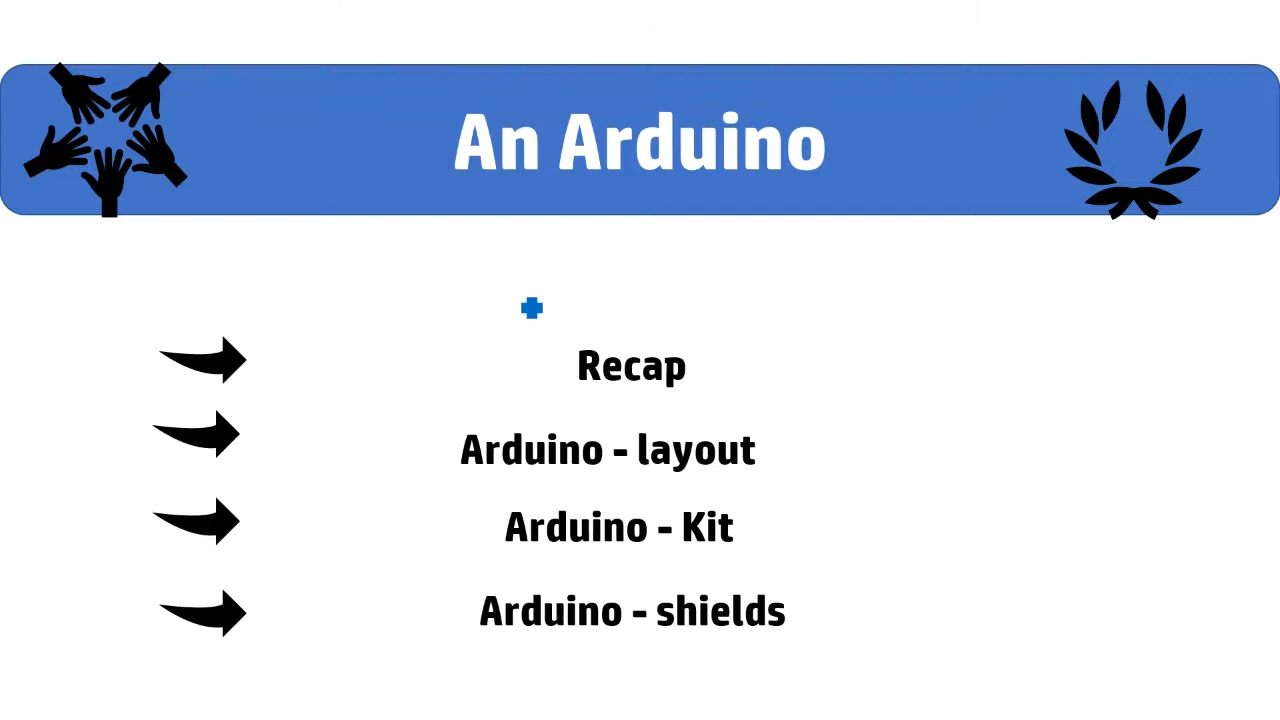 An Arduino
Recap
Arduino - layout
Arduino - Kit
Arduino - shields